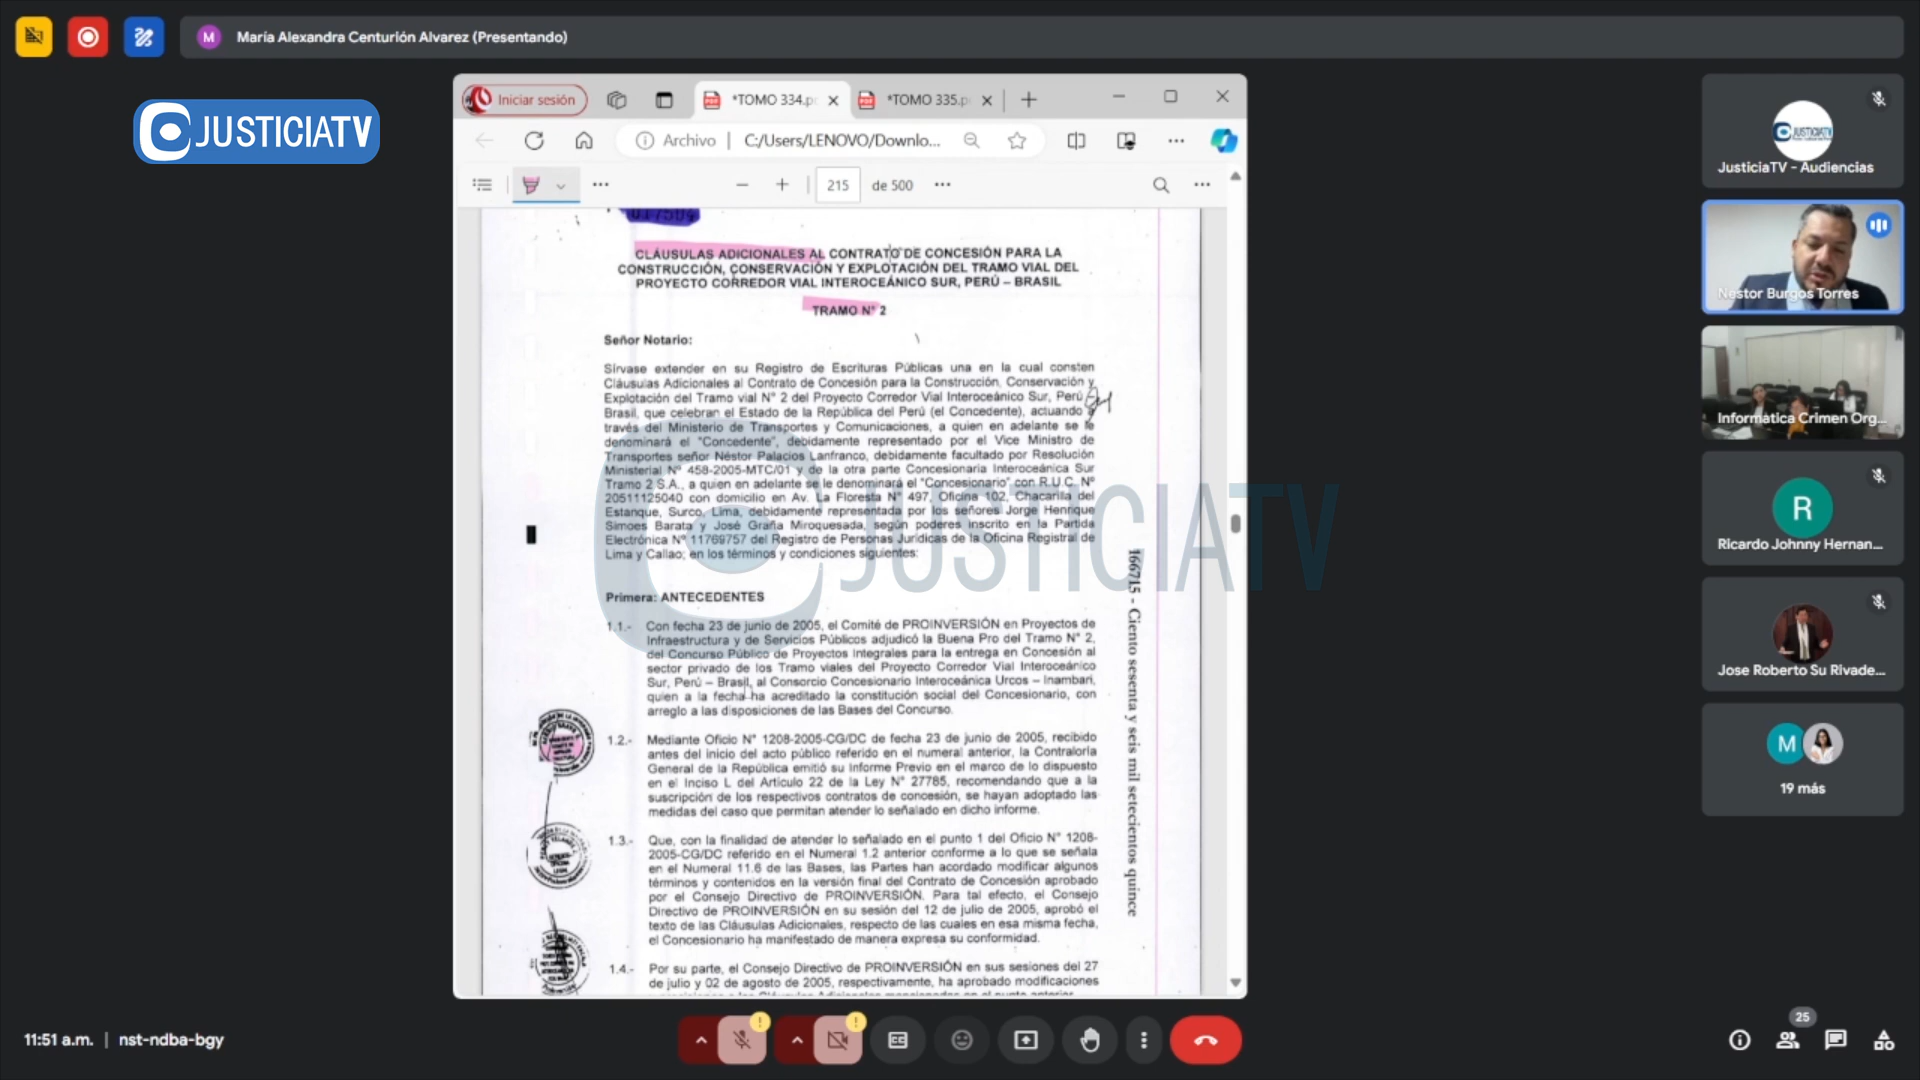 María Alexandra Centurión Alvarez (Presentando)
M
JUSTICIATV
Iniciar sesión
*TOMO 334.p
*TOMO 335.p
Archivo | C:/Users/LENOVO/Downlo...
215 de 500
CLÁUSULAS ADICIONALES AL CONTRATO DE CONCESIÓN PARA LA
CONSTRUCCIÓN, CONSERVACIÓN Y EXPLOTACIÓN DEL TRAMO VIAL DEL
PROYECTO CORREDOR VIAL INTEROCEÁNICO SUR, PERÚ – BRASIL
TRAMO N° 2
Señor Notario:
Sírvase extender en su Registro de Escrituras Públicas una en la cual consten
Cláusulas Adicionales al Contrato de Concesión para la Construcción, Conservación y
Explotación del Tramo vial N° 2 del Proyecto Corredor Vial Interoceánico Sur, Perú
Brasil, que celebran el Estado de la República del Perú (el Concedente), actuando a
través del Ministerio de Transportes y Comunicaciones, a quien en adelante se le
denominará el "Concedente", debidamente representado por el Vice Ministro de
Transportes señor Néstor Palacios Lanfranco, debidamente facultado por Resolución
Ministerial N° 458-2005-MTC/01 y de la otra parte Concesionaria Interoceánica Sur
Tramo 2 S.A., a quien en adelante se le denominará el "Concesionario" con R.U.C. N°
20511125040 con domicilio en Av. La Floresta N° 497, Oficina 102, Chacarilla del
Estanque, Surco, Lima, debidamente representada por los señores Jorge Henrique
Simoes Barata y José Graña Miroquesada, según poderes inscrito en la Partida
Electrónica N° 11769757 del Registro de Personas Jurídicas de la Oficina Registral de
Lima y Callao; en los términos y condiciones siguientes:
Primera: ANTECEDENTES
1.1.- Con fecha 23 de junio de 2005, el Comité de PROINVERSIÓN en Proyectos de
Infraestructura y de Servicios Públicos adjudicó la Buena Pro del Tramo N° 2,
del Concurso Público de Proyectos Integrales para la entrega en Concesión al
sector privado de los Tramo viales del Proyecto Corredor Vial Interoceánico
Sur, Perú – Brasil, al Consorcio Concesionario Interoceánica Urcos – Inambari,
quien a la fecha ha acreditado la constitución social del Concesionario, con
arreglo a las disposiciones de las Bases del Concurso.
1.2.- Mediante Oficio N° 1208-2005-CG/DC de fecha 23 de junio de 2005, recibido
antes del inicio del acto público referido en el numeral anterior, la Contraloría
General de la República emitió su Informe Previo en el marco de lo dispuesto
en el Inciso L del Artículo 22 de la Ley N° 27785, recomendando que a la
suscripción de los respectivos contratos de concesión, se hayan adoptado las
medidas del caso que permitan atender lo señalado en dicho informe.
1.3.- Que, con la finalidad de atender lo señalado en el punto 1 del Oficio N° 1208-
2005-CG/DC referido en el Numeral 1.2 anterior conforme a lo que se señala
en el Numeral 11.6 de las Bases, las Partes han acordado modificar algunos
términos y contenidos en la versión final del Contrato de Concesión aprobado
por el Consejo Directivo de PROINVERSIÓN. Para tal efecto, el Consejo
Directivo de PROINVERSIÓN en su sesión del 12 de julio de 2005, aprobó el
texto de las Cláusulas Adicionales, respecto de las cuales en esa misma fecha,
el Concesionario ha manifestado de manera expresa su conformidad.
1.4.- Por su parte, el Consejo Directivo de PROINVERSIÓN en sus sesiones del 27
de julio y 02 de agosto de 2005, respectivamente, ha aprobado modificaciones
166715 - Ciento sesenta y seis mil setecientos quince
JUSTICIATV
JUSTICIATV
JusticiaTV - Audiencias
Nestor Burgos Torres
Informática Crimen Org...
R
Ricardo Johnny Hernan...
Jose Roberto Su Rivade...
M
19 más
11:51 a.m. | nst-ndba-bgy
25